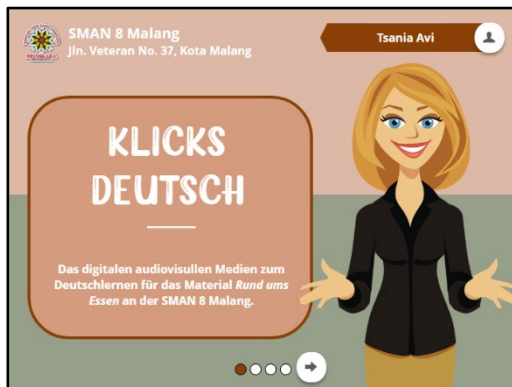 SMAN 8 Malang
Jln. Veteran No. 37, Kota Malang
Tsania Avi
KLICKS
DEUTSCH
Das digitalen audiovisullen Medien zum
Deutschlernen für das Material Rund ums
Essen an der SMAN 8 Malang.